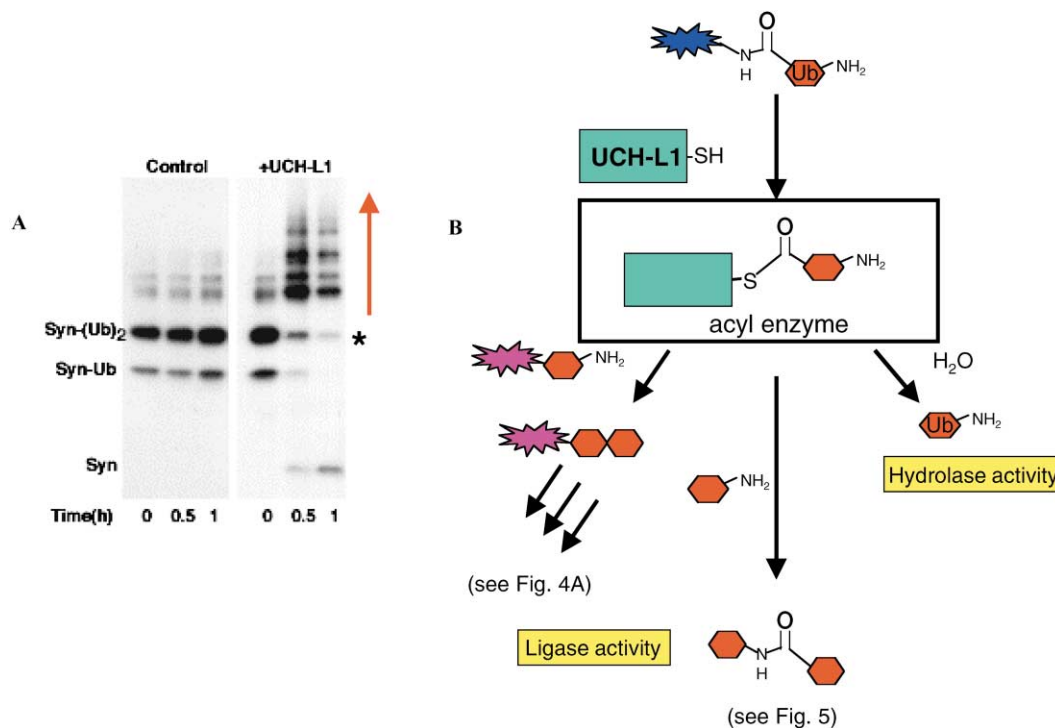 A
Control
+UCH-L1
Syn-(Ub)2
*
Syn-Ub
Syn
Time(h) 0 0.5 1 0 0.5 1
B
O
N
H
Ub
NH2
UCH-L1-SH
O
S
NH2
acyl enzyme
NH2
H2O
Ub
NH2
Hydrolase activity
NH2
(see Fig. 4A)
Ligase activity
O
N
H
(see Fig. 5)